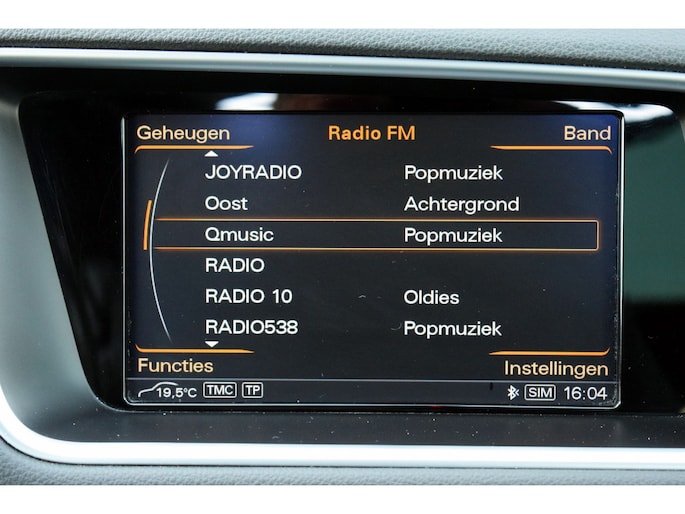 Geheugen Radio FM Band
JOYRADIO Popmuziek
Oost Achtergrond
Qmusic Popmuziek
RADIO
RADIO 10 Oldies
RADIO538 Popmuziek
Functies Instellingen
19,5°C TMC TP SIM 16:04